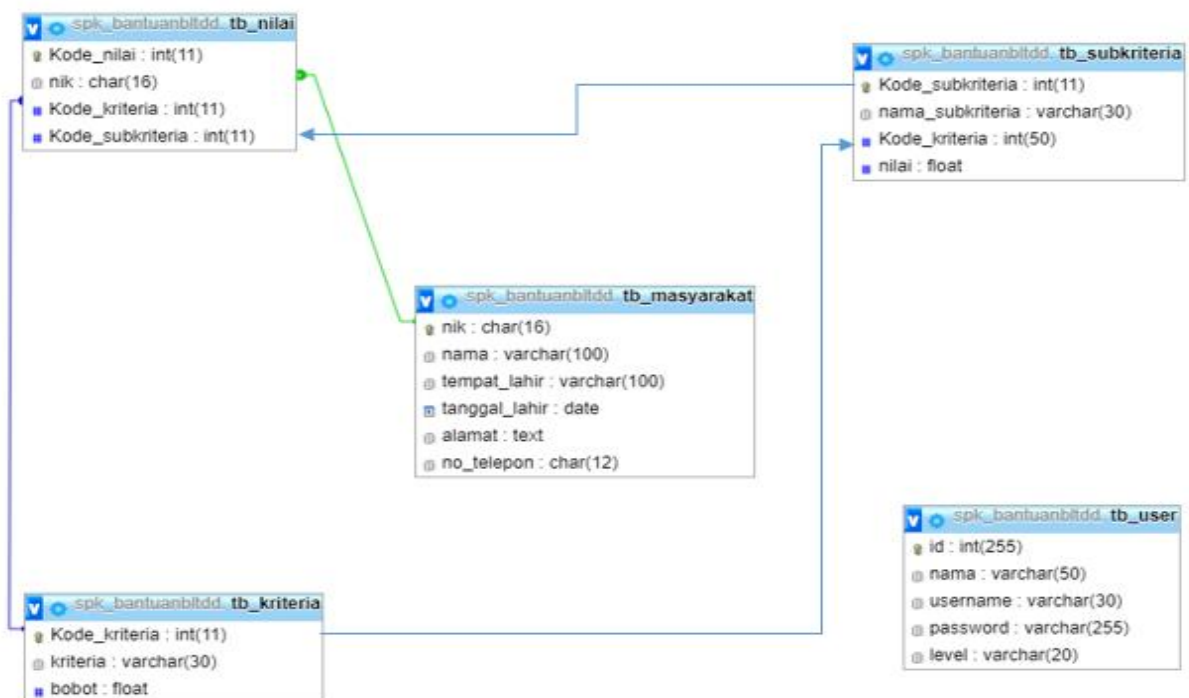 spk_bantuanbltdd tb_nilai
Kode_nilai : int(11)
nik : char(16)
Kode_kriteria : int(11)
Kode_subkriteria : int(11)
spk_bantuanbltdd tb_subkriteria
Kode_subkriteria : int(11)
nama_subkriteria : varchar(30)
Kode_kriteria : int(50)
nilai : float
spk_bantuanbltdd tb_masyarakat
nik : char(16)
nama : varchar(100)
tempat_lahir : varchar(100)
tanggal_lahir : date
alamat : text
no_telepon : char(12)
spk_bantuanbltdd tb_user
id : int(255)
nama : varchar(50)
username : varchar(30)
password : varchar(255)
level : varchar(20)
spk_bantuanbltdd tb_kriteria
Kode_kriteria : int(11)
kriteria : varchar(30)
bobot : float